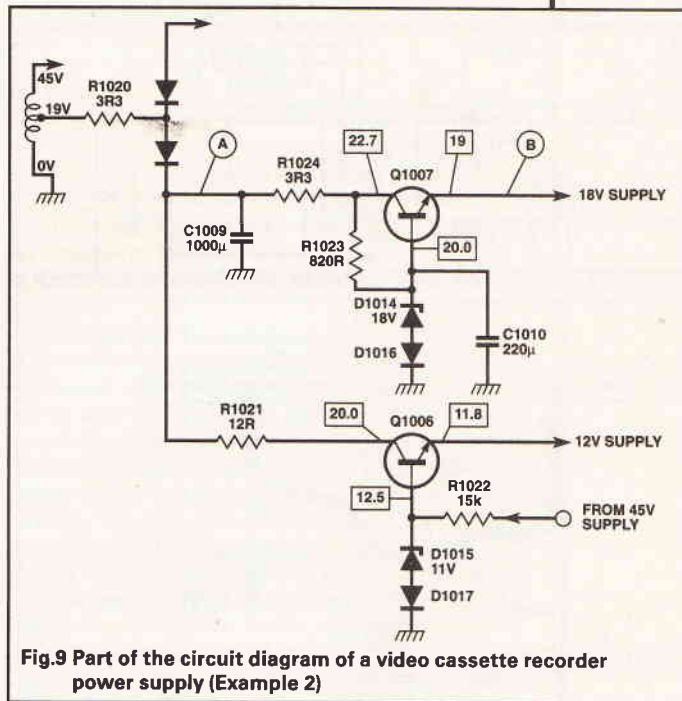 45V
19V
0V
R1020
3R3
A
R1024
3R3
22.7
Q1007
19
B
18V SUPPLY
C1009
1000µ
R1023
820R
20.0
D1014
18V
D1016
C1010
220µ
R1021
12R
20.0
Q1006
11.8
12V SUPPLY
12.5
R1022
15k
FROM 45V
SUPPLY
D1015
11V
D1017
Fig.9 Part of the circuit diagram of a video cassette recorder
power supply (Example 2)